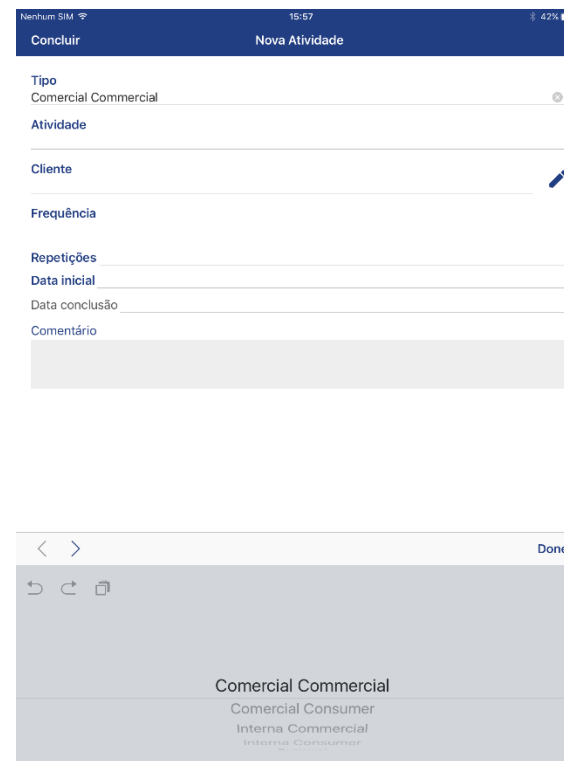 Nenhum SIM 15:57 42%
Concluir Nova Atividade
Tipo
Comercial Commercial
Atividade
Cliente
Frequência
Repetições
Data inicial
Data conclusão
Comentário
Done
Comercial Commercial
Comercial Consumer
Interna Commercial
Interna Consumer